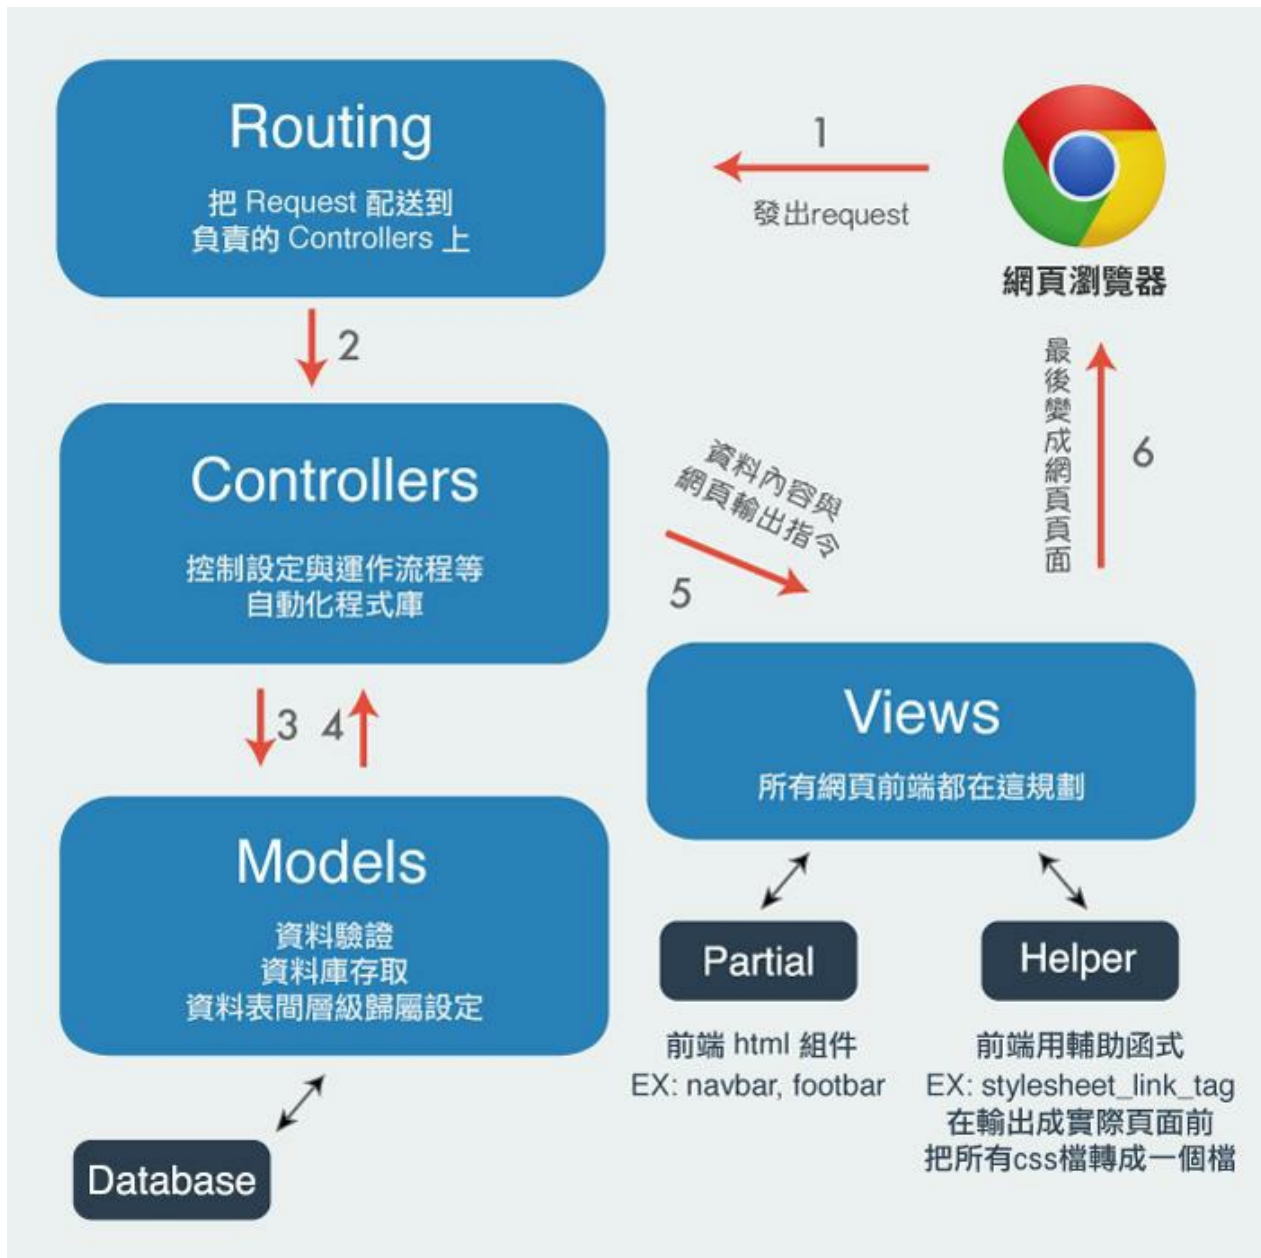 Routing
把 Request 配送到
負責的 Controllers 上
1
發出request
網頁瀏覽器
2
Controllers
控制設定與運作流程等
自動化程式庫
資料內容與
網頁輸出指令
5
最後變成網頁頁面
6
3
4
Models
資料驗證
資料庫存取
資料表間層級歸屬設定
Views
所有網頁前端都在這規劃
Partial
前端 html 組件
EX: navbar, footbar
Helper
前端用輔助函式
EX: stylesheet_link_tag
在輸出成實際頁面前
把所有css檔轉成一個檔
Database